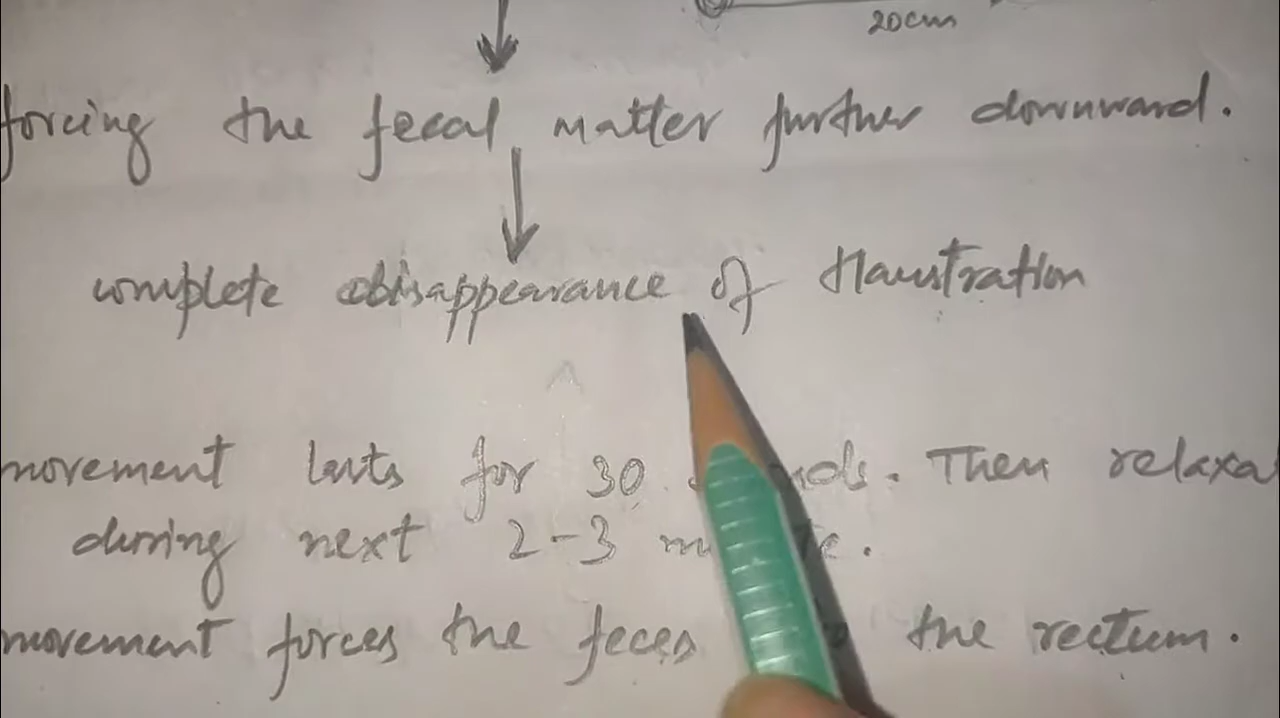 20cm
forcing the fecal matter further downward.
complete disappearance of Haustration
movement lasts for 30 . Then relaxa
during next 2-3
movement forces the feces the rectum.